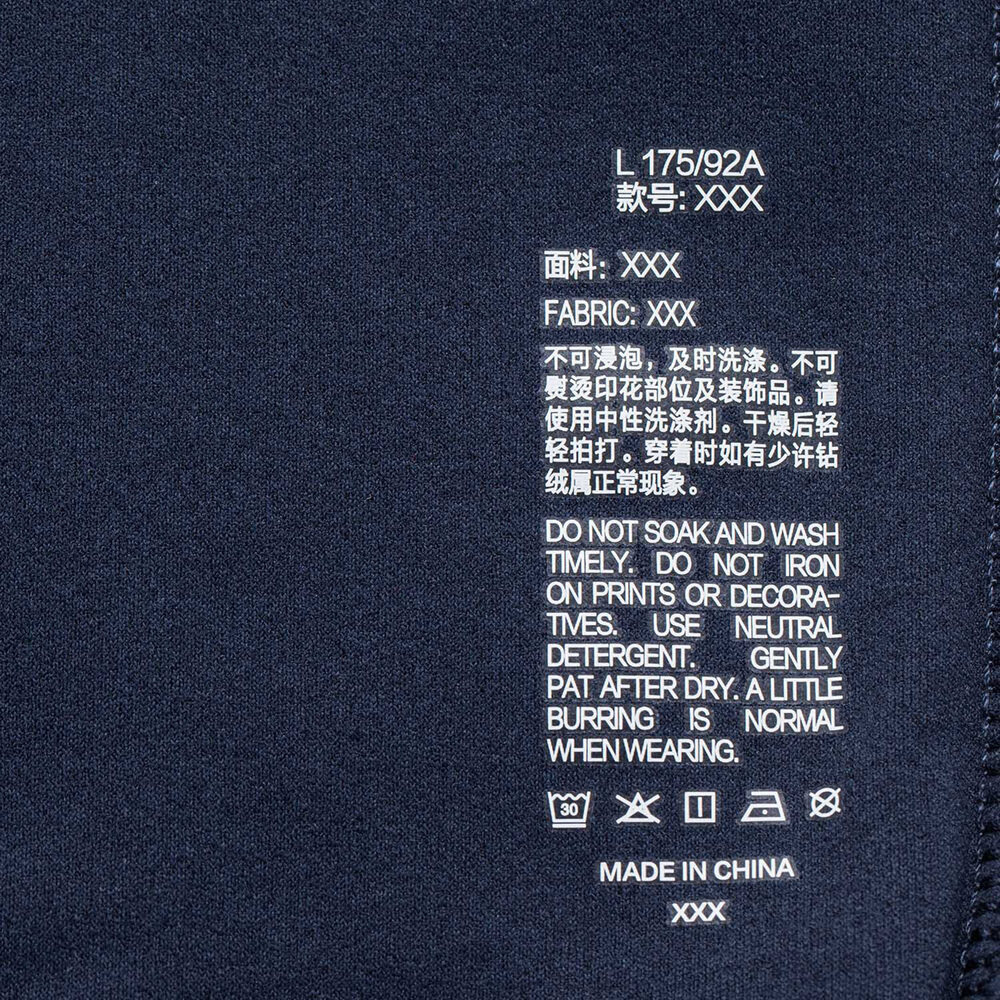 L 175/92A
款号: XXX
面料: XXX
FABRIC: XXX
不可浸泡，及时洗涤。不可
熨烫印花部位及装饰品。请
使用中性洗涤剂。干燥后轻
轻拍打。穿着时如有少许钻
绒属正常现象。
DO NOT SOAK AND WASH
TIMELY. DO NOT IRON
ON PRINTS OR DECORA-
TIVES. USE NEUTRAL
DETERGENT. GENTLY
PAT AFTER DRY. A LITTLE
BURRING IS NORMAL
WHEN WEARING.
30
MADE IN CHINA
XXX